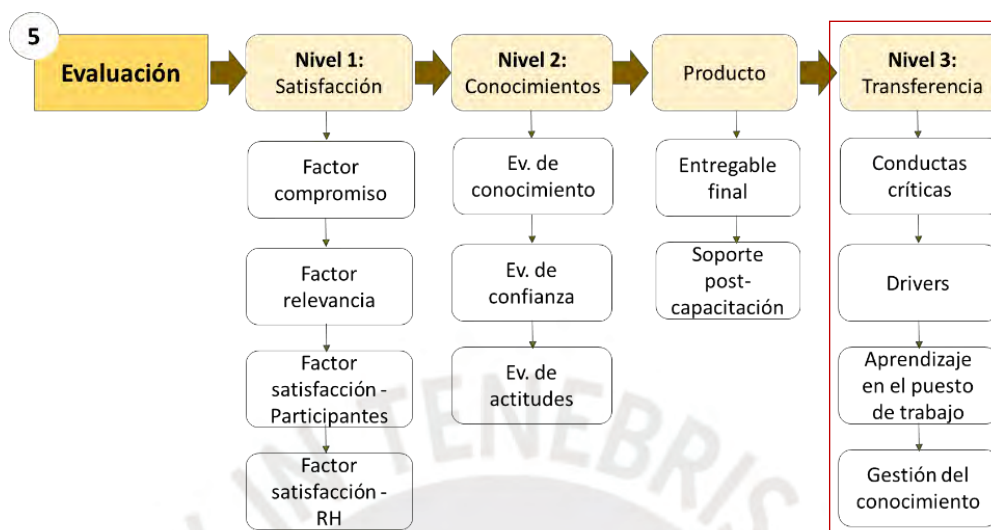 5
Evaluación
Nivel 1:
Satisfacción
Factor
compromiso
Factor
relevancia
Factor
satisfacción -
Participantes
Factor
satisfacción -
RH
Nivel 2:
Conocimientos
Ev. de
conocimiento
Ev. de
confianza
Ev. de
actitudes
Producto
Entregable
final
Soporte
post-
capacitación
Nivel 3:
Transferencia
Conductas
críticas
Drivers
Aprendizaje
en el puesto
de trabajo
Gestión del
conocimiento
IN TENEBRIS